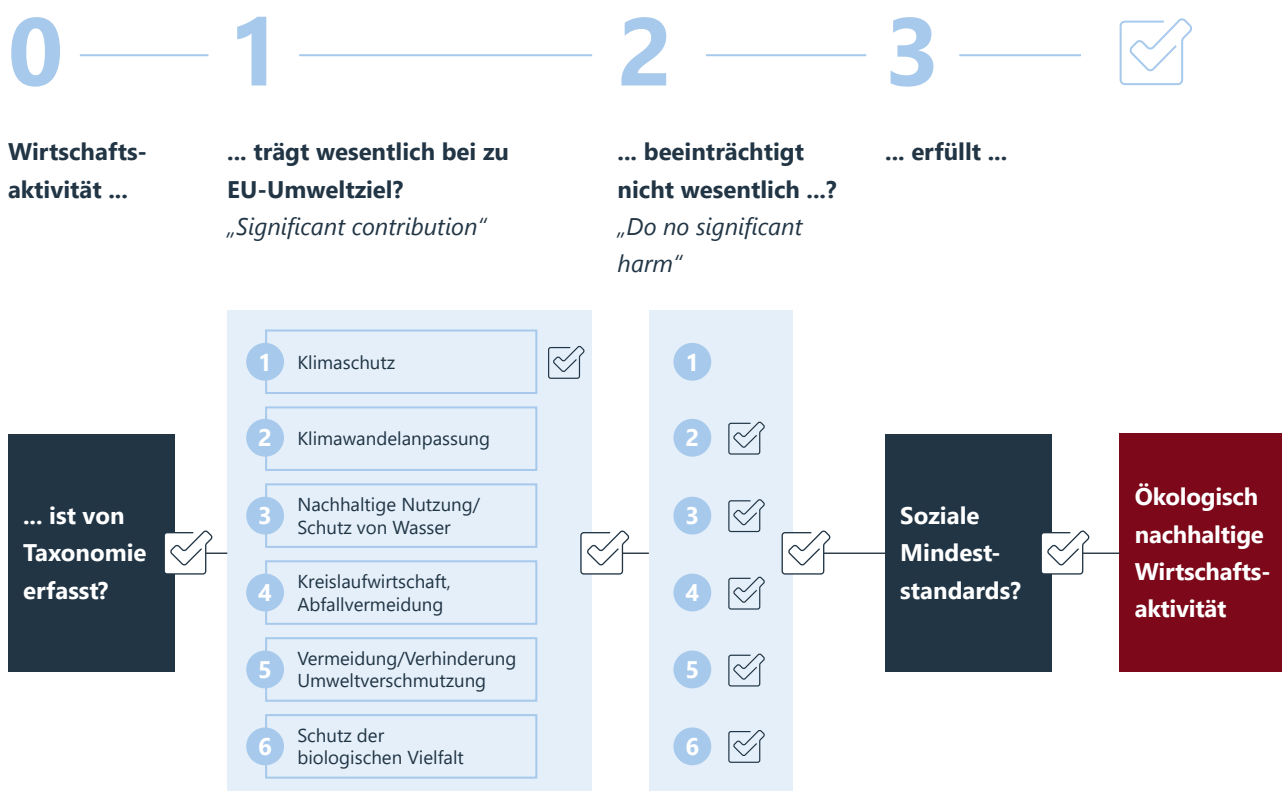 0
1
2
3
Wirtschafts-
aktivität ...
... trägt wesentlich bei zu
EU-Umweltziel?
„Significant contribution“
... beeinträchtigt
nicht wesentlich ...?
„Do no significant
harm“
... erfüllt ...
... ist von
Taxonomie
erfasst?
1 Klimaschutz
2 Klimawandelanpassung
3 Nachhaltige Nutzung/
Schutz von Wasser
4 Kreislaufwirtschaft,
Abfallvermeidung
5 Vermeidung/Verhinderung
Umweltverschmutzung
6 Schutz der
biologischen Vielfalt
1
2
3
4
5
6
Soziale
Mindest-
standards?
Ökologisch
nachhaltige
Wirtschafts-
aktivität